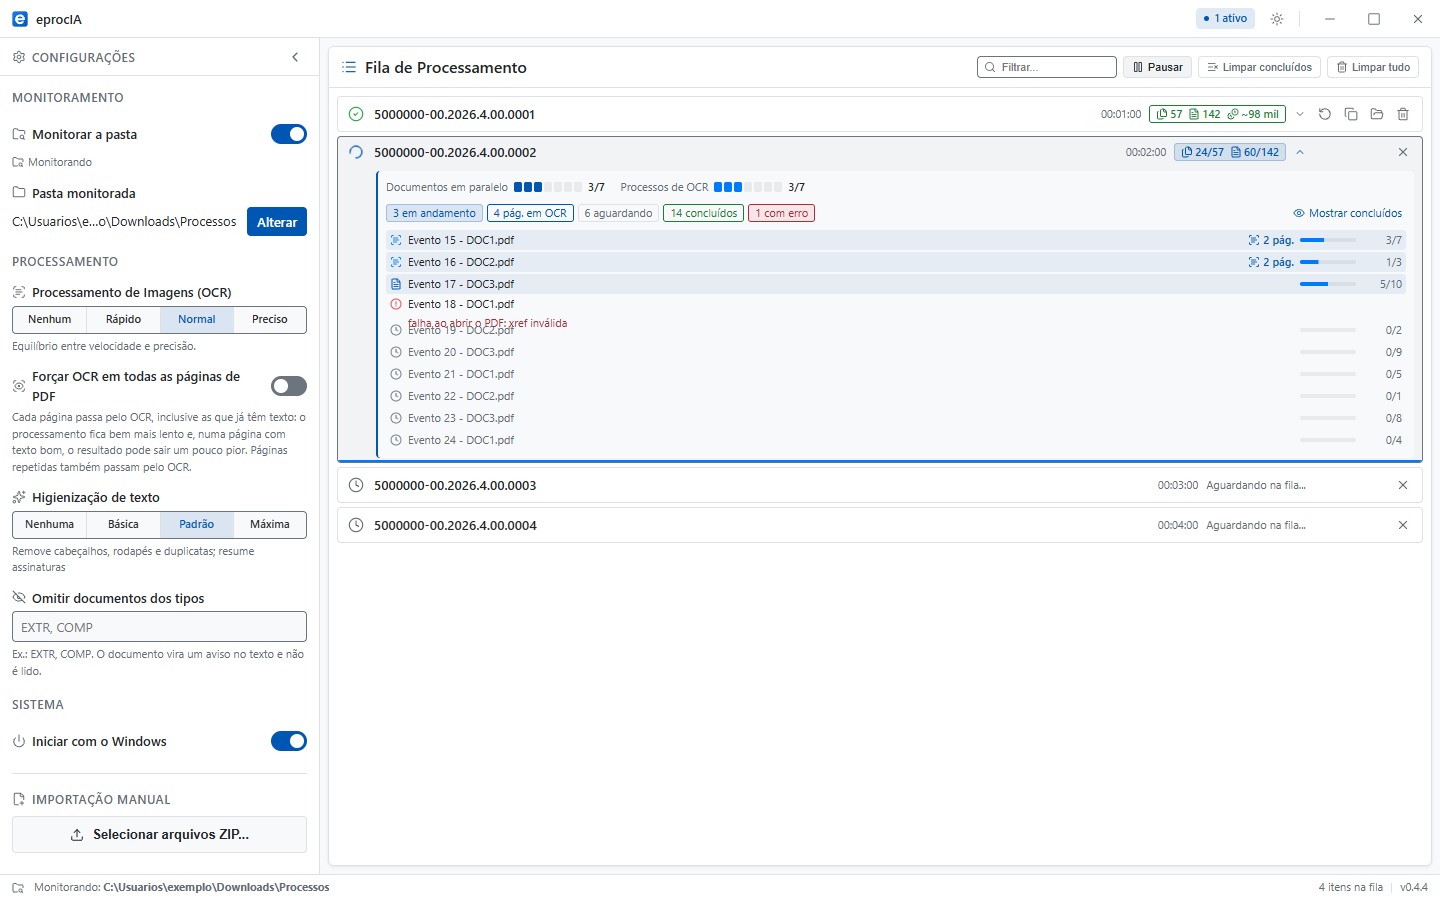 eprocIA
1 ativo
CONFIGURAÇÕES
MONITORAMENTO
Monitorar a pasta
Monitorando
Pasta monitorada
C:\Usuarios\e...o\Downloads\Processos
Alterar
PROCESSAMENTO
Processamento de Imagens (OCR)
Nenhum Rápido Normal Preciso
Equilíbrio entre velocidade e precisão.
Forçar OCR em todas as páginas de
PDF
Cada página passa pelo OCR, inclusive as que já têm texto: o
processamento fica bem mais lento e, numa página com
texto bom, o resultado pode sair um pouco pior. Páginas
repetidas também passam pelo OCR.
Higienização de texto
Nenhuma Básica Padrão Máxima
Remove cabeçalhos, rodapés e duplicatas; resume
assinaturas
Omitir documentos dos tipos
EXTR, COMP
Ex.: EXTR, COMP. O documento vira um aviso no texto e não
é lido.
SISTEMA
Iniciar com o Windows
IMPORTAÇÃO MANUAL
Selecionar arquivos ZIP...
Fila de Processamento
Filtrar...
Pausar
Limpar concluídos
Limpar tudo
5000000-00.2026.4.00.0001 00:01:00 57 142 ~98 mil
5000000-00.2026.4.00.0002 00:02:00 24/57 60/142
Documentos em paralelo 3/7 Processos de OCR 3/7
3 em andamento 4 pág. em OCR 6 aguardando 14 concluídos 1 com erro Mostrar concluídos
Evento 15 - DOC1.pdf 2 pág. 3/7
Evento 16 - DOC2.pdf 2 pág. 1/3
Evento 17 - DOC3.pdf 5/10
Evento 18 - DOC1.pdf
falha ao abrir o PDF: xref inválida
Evento 19 - DOC2.pdf 0/2
Evento 20 - DOC3.pdf 0/9
Evento 21 - DOC1.pdf 0/5
Evento 22 - DOC2.pdf 0/1
Evento 23 - DOC3.pdf 0/8
Evento 24 - DOC1.pdf 0/4
5000000-00.2026.4.00.0003 00:03:00 Aguardando na fila...
5000000-00.2026.4.00.0004 00:04:00 Aguardando na fila...
Monitorando: C:\Usuarios\exemplo\Downloads\Processos
4 itens na fila v0.4.4